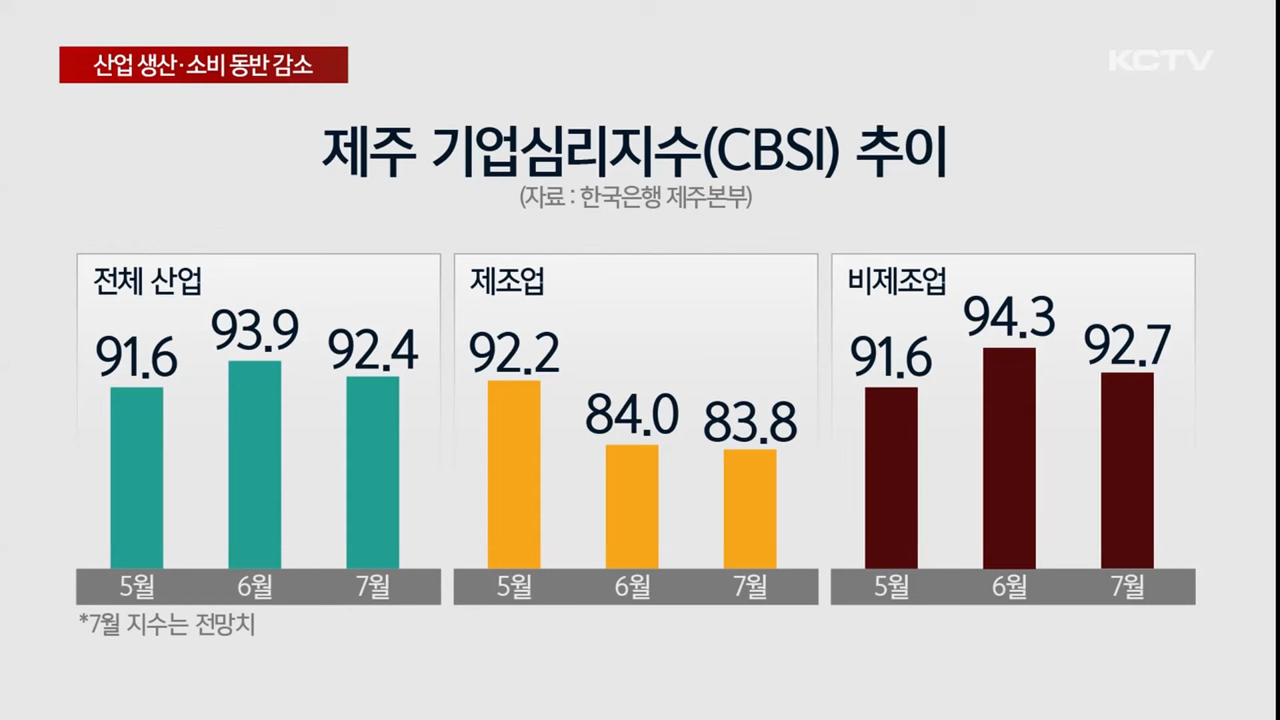 산업 생산·소비 동반 감소
KCTV
제주 기업심리지수(CBSI) 추이
(자료 : 한국은행 제주본부)
전체 산업
91.6
93.9
92.4
5월
6월
7월
제조업
92.2
84.0
83.8
5월
6월
7월
비제조업
91.6
94.3
92.7
5월
6월
7월
*7월 지수는 전망치